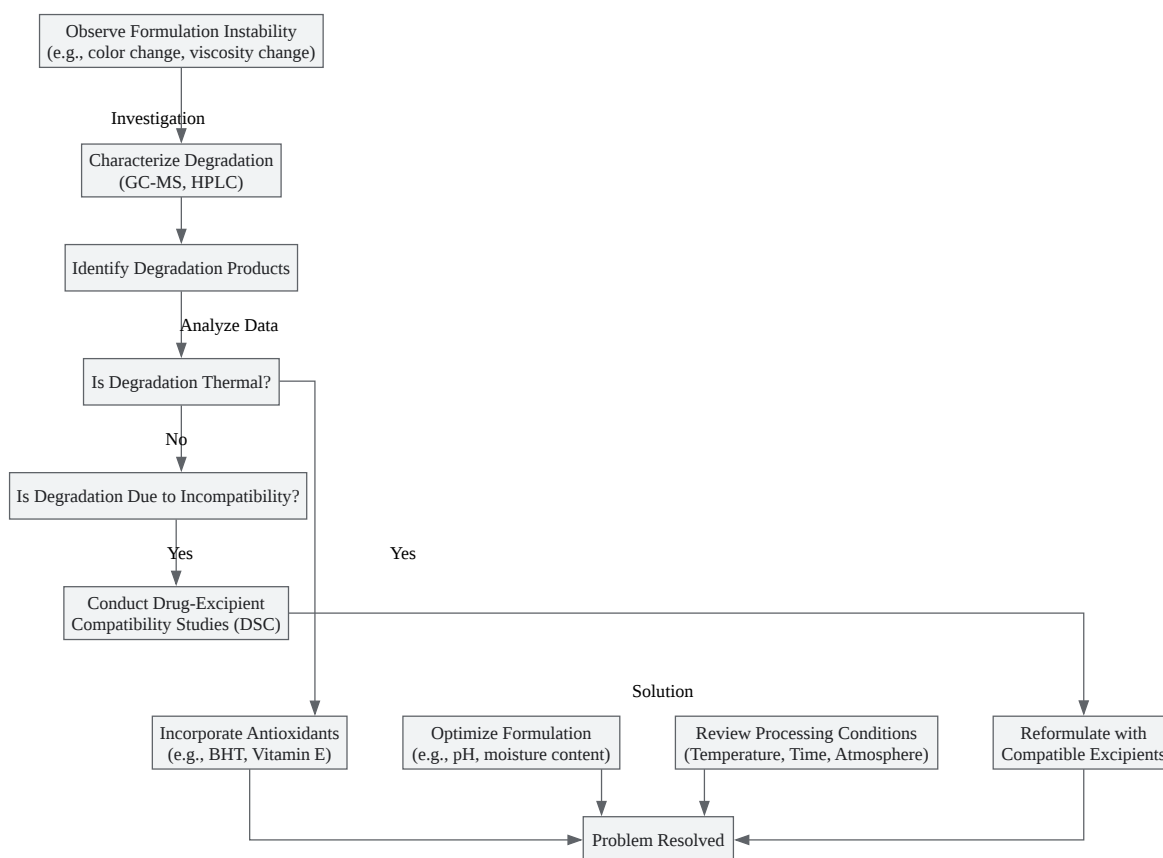 Observe Formulation Instability
(e.g., color change, viscosity change)
Investigation
Characterize Degradation
(GC-MS, HPLC)
Identify Degradation Products
Analyze Data
Is Degradation Thermal?
No
Is Degradation Due to Incompatibility?
Yes
Yes
Conduct Drug-Excipient
Compatibility Studies (DSC)
Solution
Incorporate Antioxidants
(e.g., BHT, Vitamin E)
Optimize Formulation
(e.g., pH, moisture content)
Review Processing Conditions
(Temperature, Time, Atmosphere)
Reformulate with
Compatible Excipients
Problem Resolved